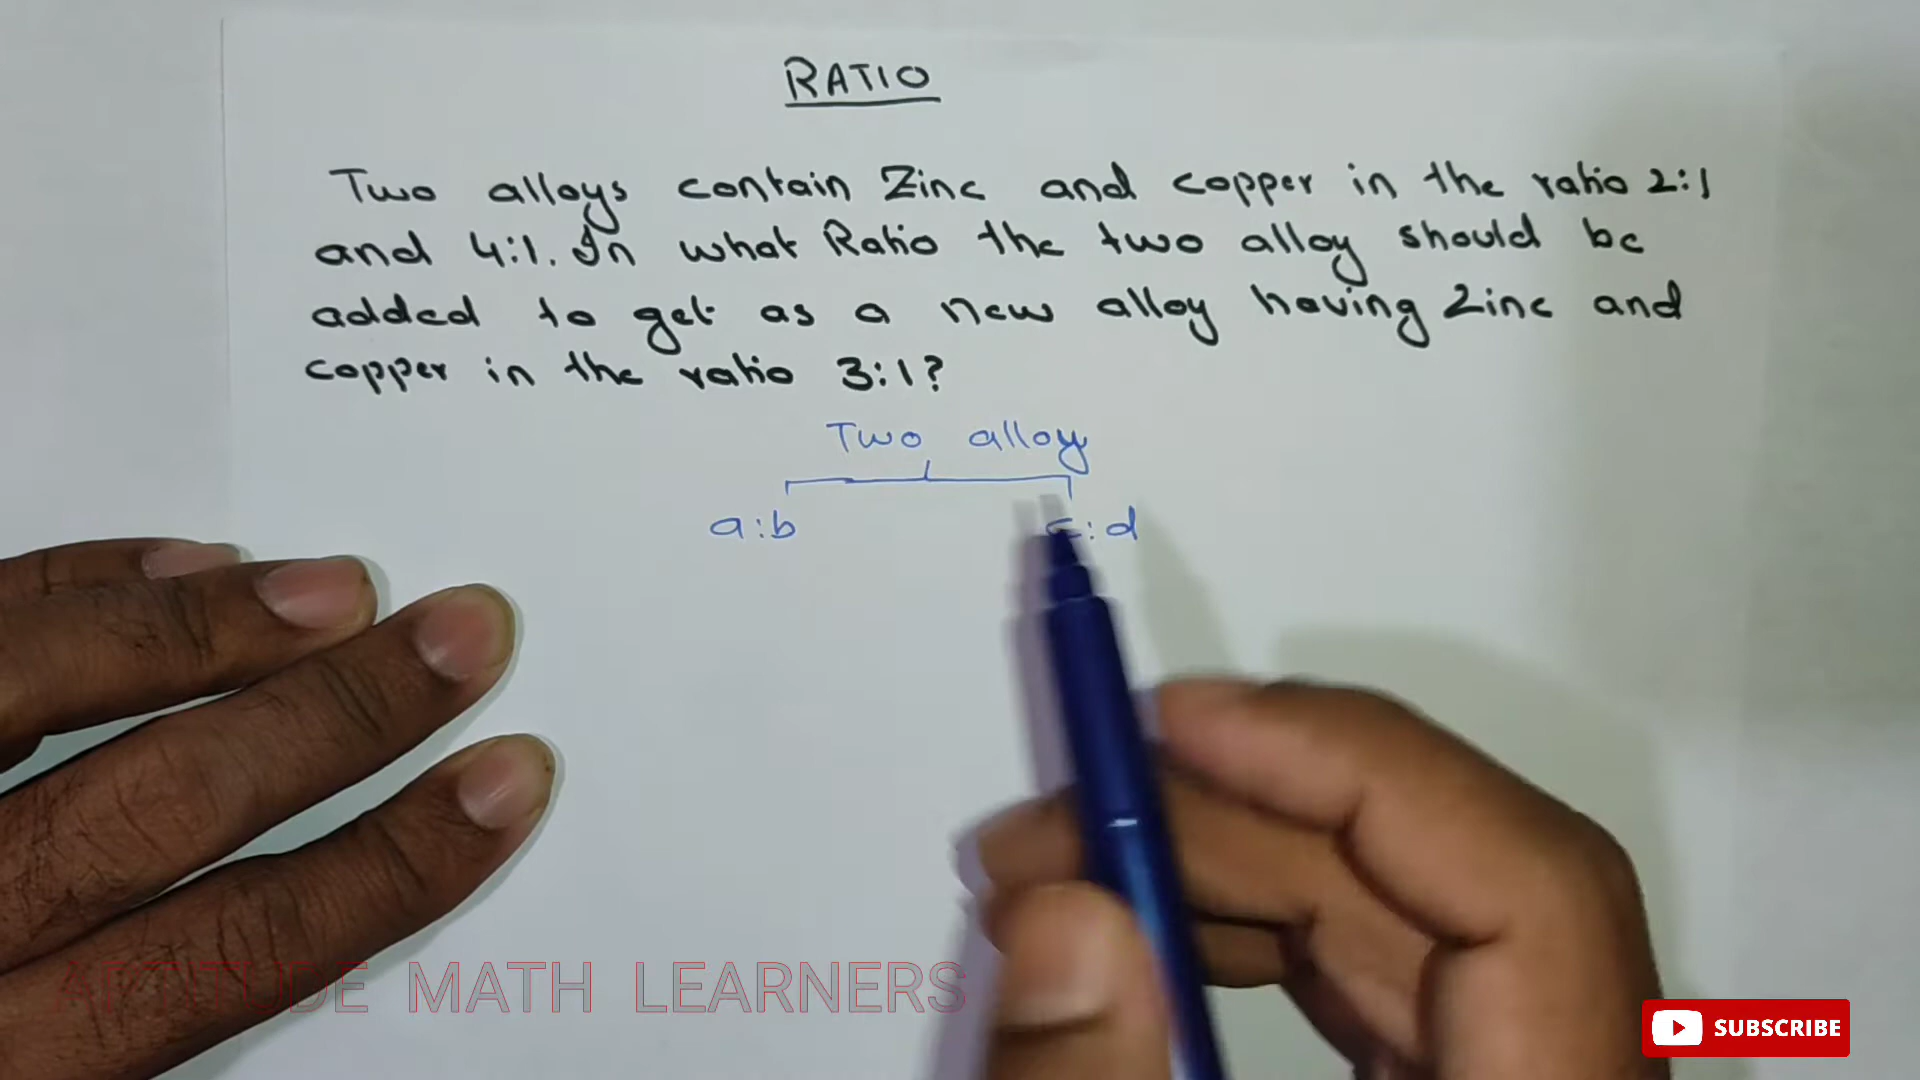 RATIO
Two alloys contain Zinc and copper in the ratio 2:1
and 4:1. In what Ratio the two alloy should be
added to get as a new alloy having Zinc and
copper in the ratio 3:1?
Two alloy
a:b c:d
APTITUDE MATH LEARNERS
SUBSCRIBE